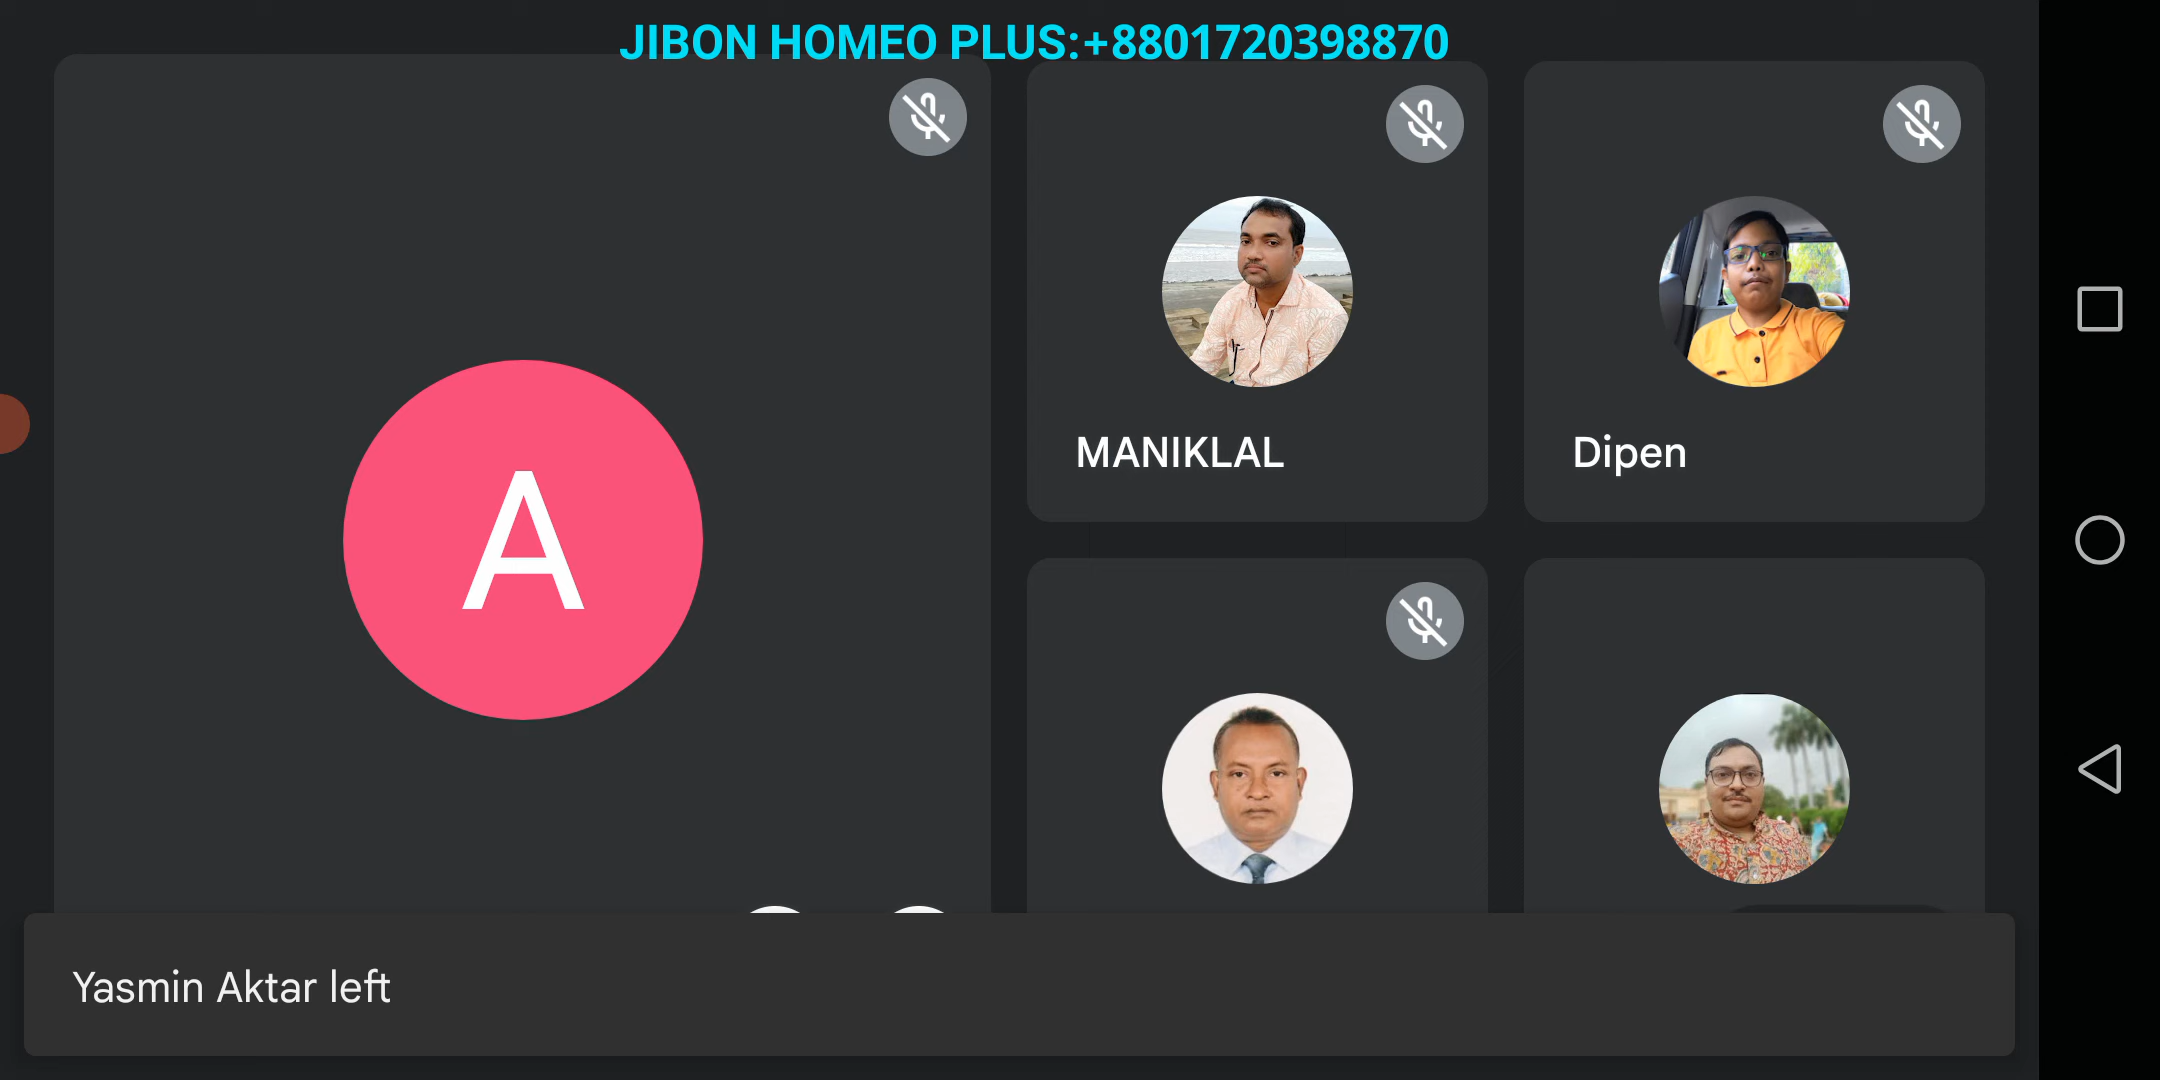 JIBON HOMEO PLUS:+8801720398870
A
MANIKLAL
Dipen
Yasmin Aktar left